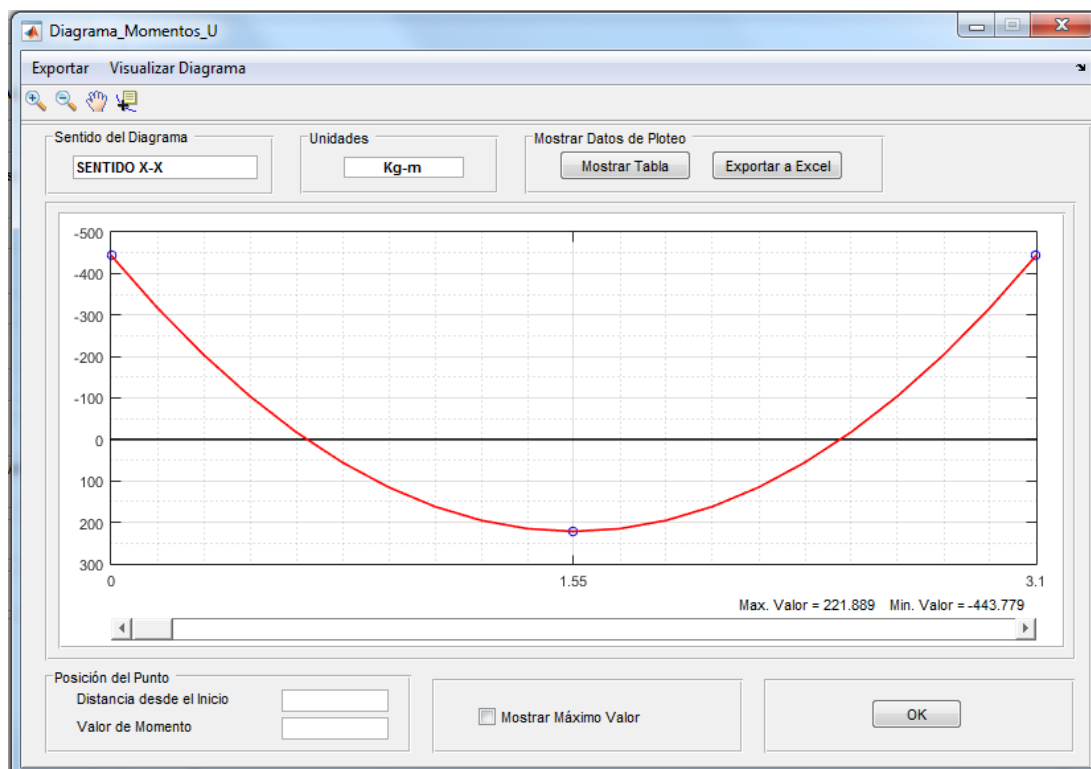 Diagrama_Momentos_U
Exportar Visualizar Diagrama
Sentido del Diagrama
SENTIDO X-X
Unidades
Kg-m
Mostrar Datos de Ploteo
Mostrar Tabla
Exportar a Excel
-500
-400
-300
-200
-100
0
100
200
300
0
1.55
3.1
Max. Valor = 221.889 Min. Valor = -443.779
Posición del Punto
Distancia desde el Inicio
Valor de Momento
Mostrar Máximo Valor
OK